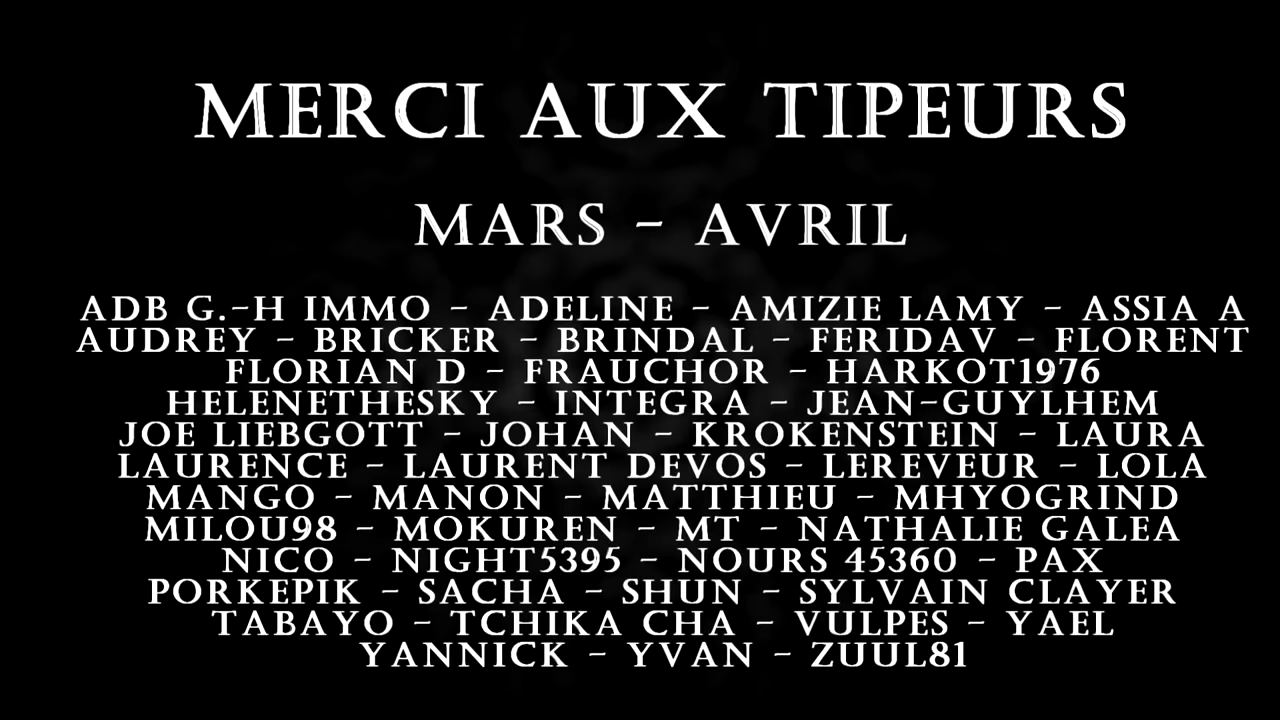 MERCI AUX TIPEURS
MARS - AVRIL
ADB G.-H IMMO - ADELINE - AMIZIE LAMY - ASSIA A
AUDREY - BRICKER - BRINDAL - FERIDAV - FLORENT
FLORIAN D - FRAUCHOR - HARKOT1976
HELENETHESKY - INTEGRA - JEAN-GUYLHEM
JOE LIEBGOTT - JOHAN - KROKENSTEIN - LAURA
LAURENCE - LAURENT DEVOS - LEREVEUR - LOLA
MANGO - MANON - MATTHIEU - MHYOGRIND
MILOU98 - MOKUREN - MT - NATHALIE GALEA
NICO - NIGHT5395 - NOURS 45360 - PAX
PORKEPIK - SACHA - SHUN - SYLVAIN CLAYER
TABAYO - TCHIKA CHA - VULPES - YAEL
YANNICK - YVAN - ZUUL81